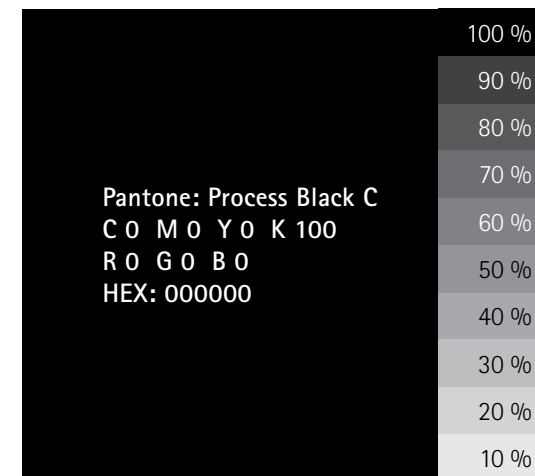 Pantone: Process Black C
C 0 M 0 Y 0 K 100
R 0 G 0 B 0
HEX: 000000
100 %
90 %
80 %
70 %
60 %
50 %
40 %
30 %
20 %
10 %